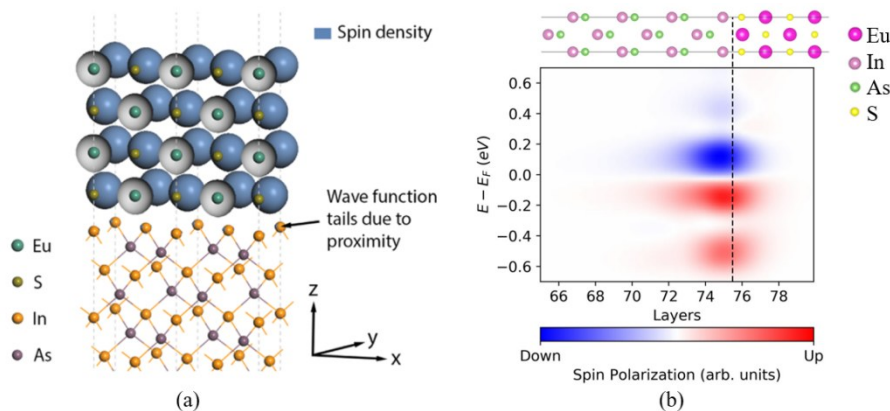 Spin density
Wave function
tails due to
proximity
Eu
S
In
As
z
y
x
(a)
(b)
Eu
In
As
S
0.6
0.4
0.2
0.0
−0.2
−0.4
−0.6
E − E_F (eV)
66 68 70 72 74 76 78
Layers
Down Up
Spin Polarization (arb. units)